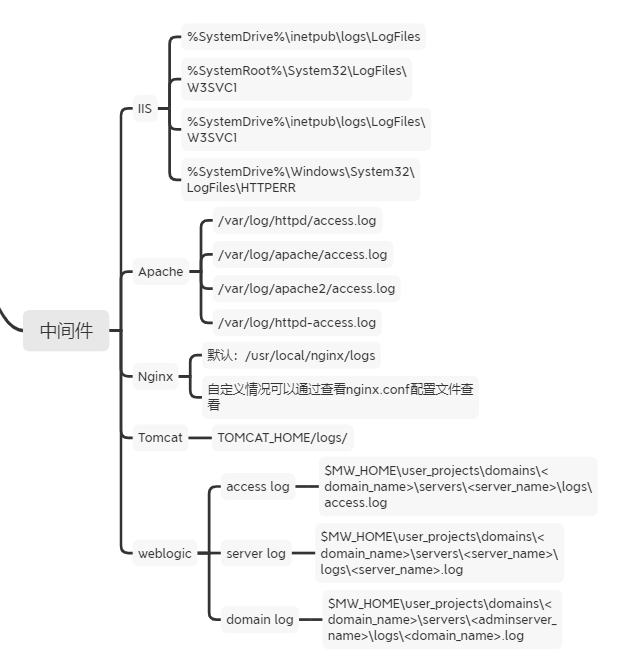 %SystemDrive%\inetpub\logs\LogFiles
%SystemRoot%\System32\LogFiles\
W3SVC1
IIS
%SystemDrive%\inetpub\logs\LogFiles\
W3SVC1
%SystemDrive%\Windows\System32\
LogFiles\HTTPERR
/var/log/httpd/access.log
/var/log/apache/access.log
Apache
/var/log/apache2/access.log
/var/log/httpd-access.log
中间件
默认：/usr/local/nginx/logs
Nginx
自定义情况可以通过查看nginx.conf配置文件查
看
Tomcat
TOMCAT_HOME/logs/
access log
$MW_HOME\user_projects\domains\<
domain_name>\servers\<server_name>\logs\
access.log
weblogic
server log
$MW_HOME\user_projects\domains\<
domain_name>\servers\<server_name>\
logs\<server_name>.log
domain log
$MW_HOME\user_projects\domains\<
domain_name>\servers\<adminserver_
name>\logs\<domain_name>.log